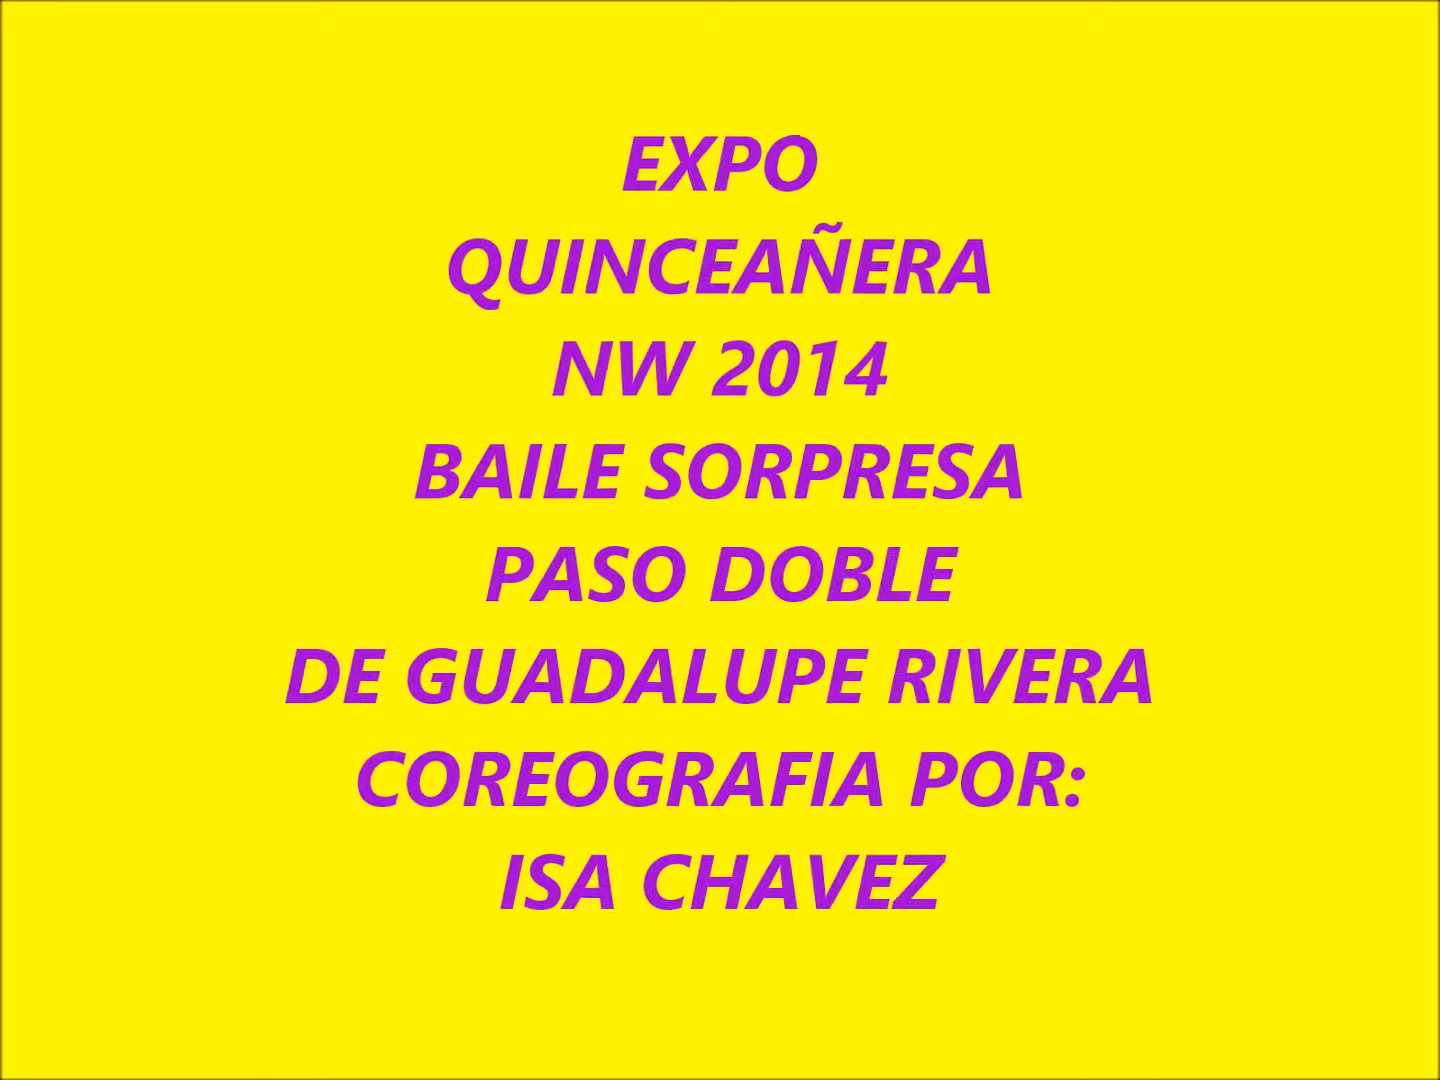 EXPO
QUINCEAÑERA
NW 2014
BAILE SORPRESA
PASO DOBLE
DE GUADALUPE RIVERA
COREOGRAFIA POR:
ISA CHAVEZ